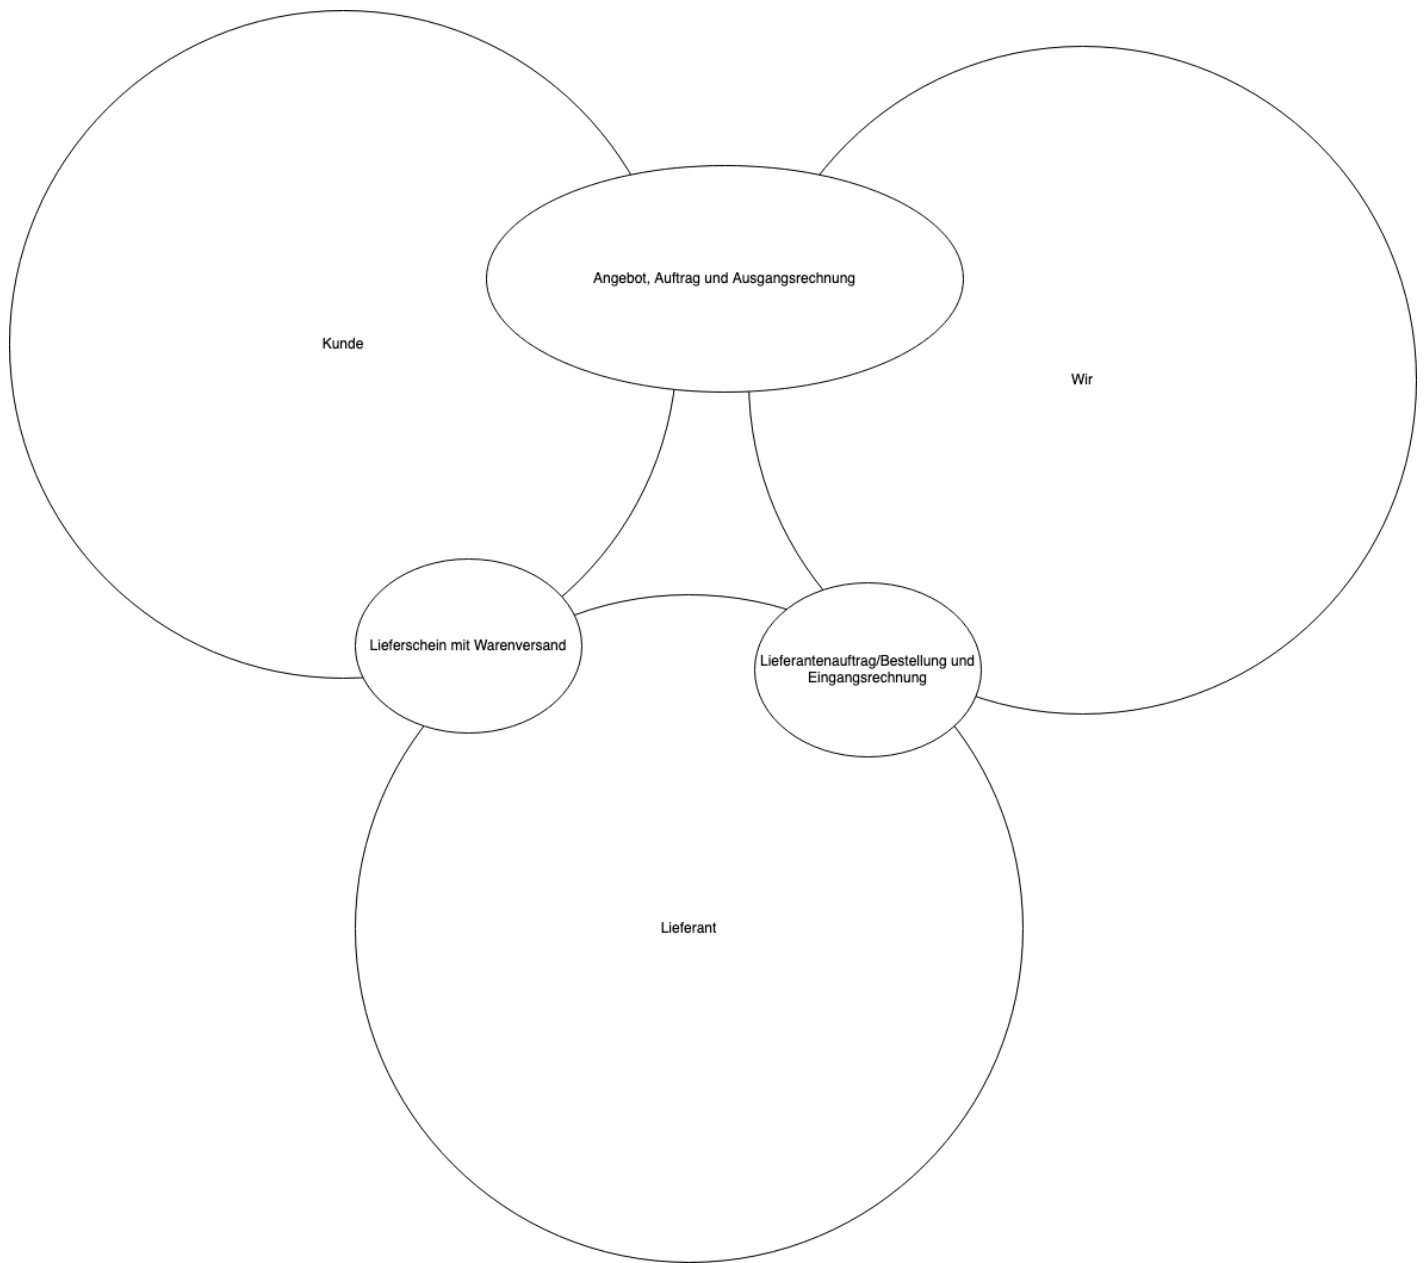 Angebot, Auftrag und Ausgangsrechnung
Kunde
Wir
Lieferschein mit Warenversand
Lieferantenauftrag/Bestellung und
Eingangsrechnung
Lieferant